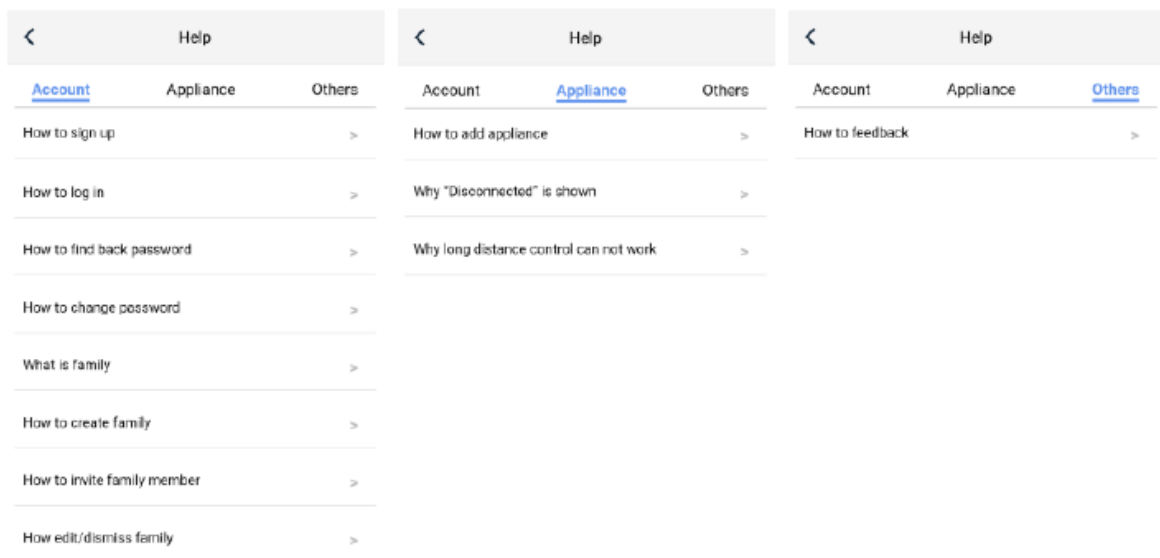 Help
Account Appliance Others
How to sign up >
How to log in >
How to find back password >
How to change password >
What is family >
How to create family >
How to invite family member >
How edit/dismiss family >
Help
Account Appliance Others
How to add appliance >
Why "Disconnected" is shown >
Why long distance control can not work >
Help
Account Appliance Others
How to feedback >